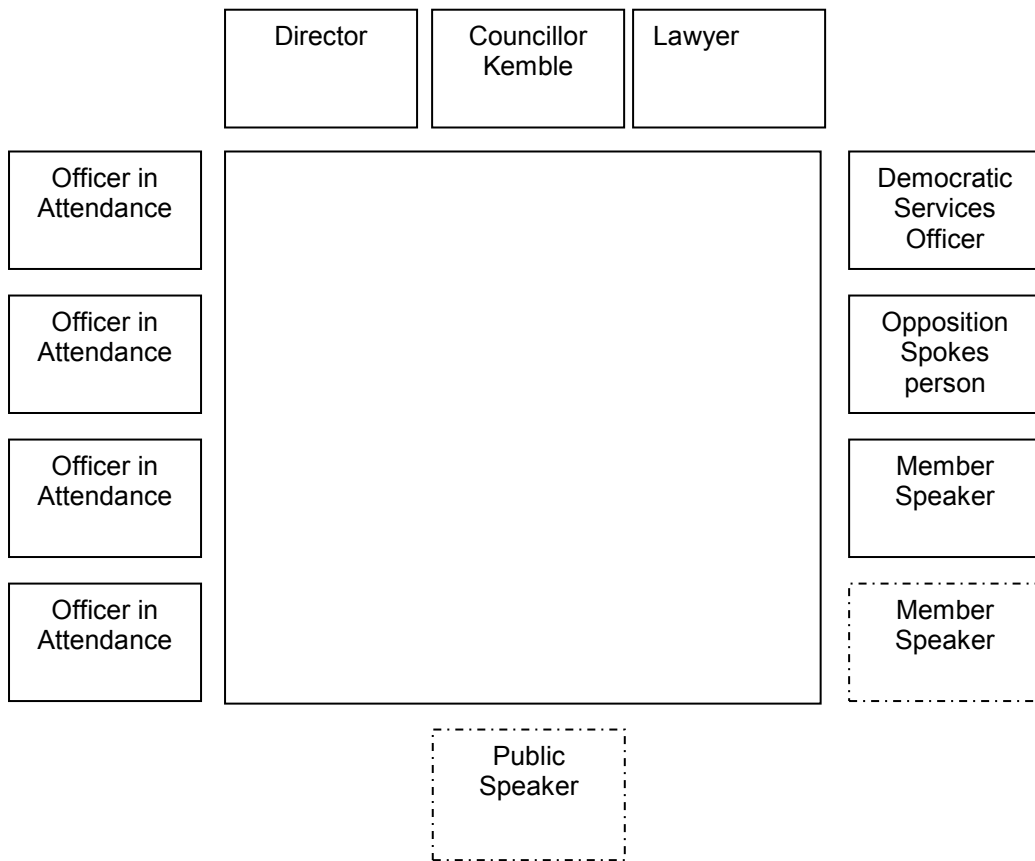 Director
Councillor
Kemble
Lawyer
Officer in
Attendance
Democratic
Services
Officer
Officer in
Attendance
Opposition
Spokes
person
Officer in
Attendance
Member
Speaker
Officer in
Attendance
Member
Speaker
Public
Speaker